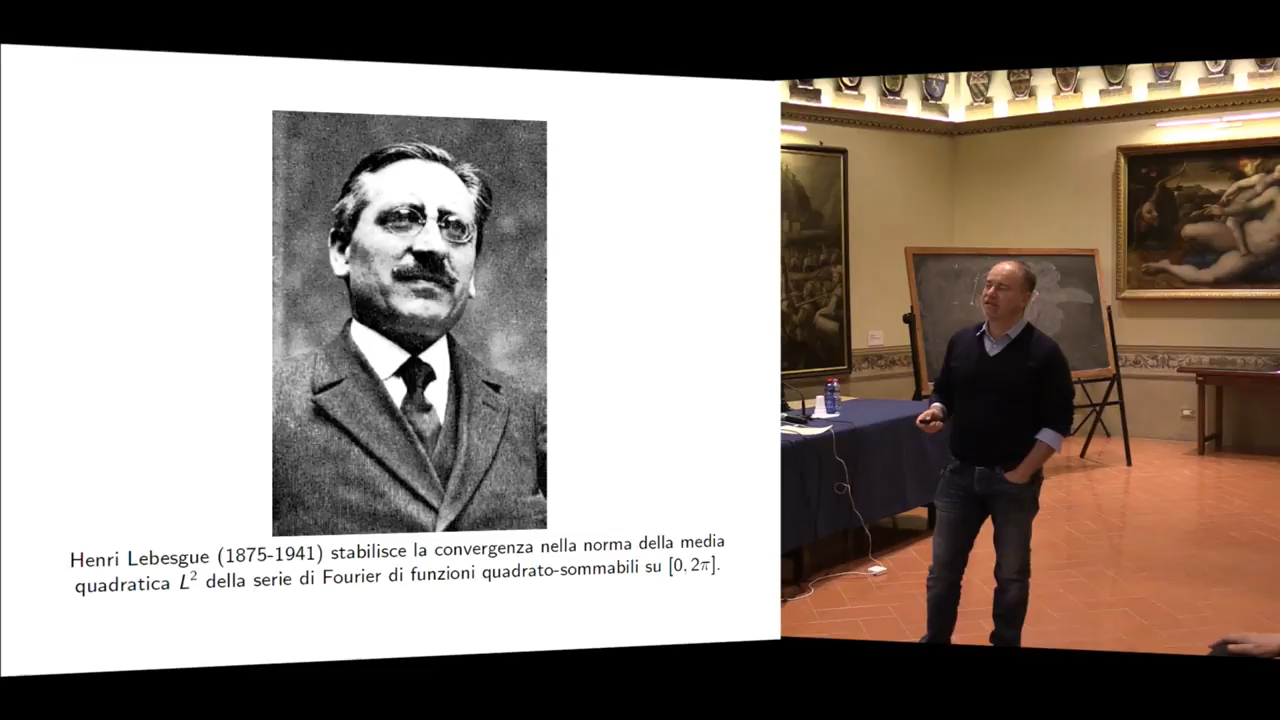 Henri Lebesgue (1875-1941) stabilisce la convergenza nella norma della media
quadratica L² della serie di Fourier di funzioni quadrato-sommabili su [0, 2π].